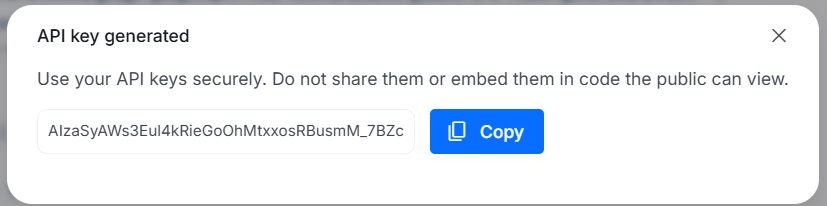 API key generated
Use your API keys securely. Do not share them or embed them in code the public can view.
AIzaSyAWs3EuI4kRieGoOhMtxxosRBusmM_7BZc
Copy